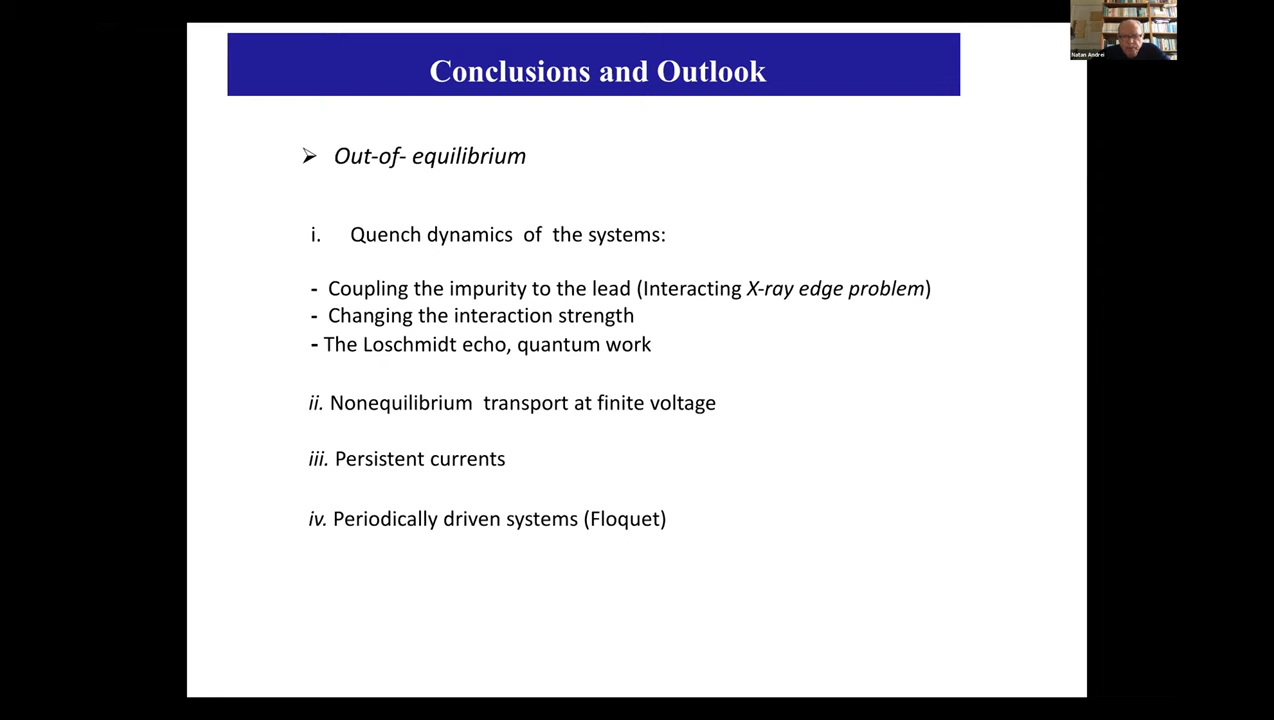 Conclusions and Outlook
Natan Andrei
➢ Out-of- equilibrium
i. Quench dynamics of the systems:
- Coupling the impurity to the lead (Interacting X-ray edge problem)
- Changing the interaction strength
- The Loschmidt echo, quantum work
ii. Nonequilibrium transport at finite voltage
iii. Persistent currents
iv. Periodically driven systems (Floquet)